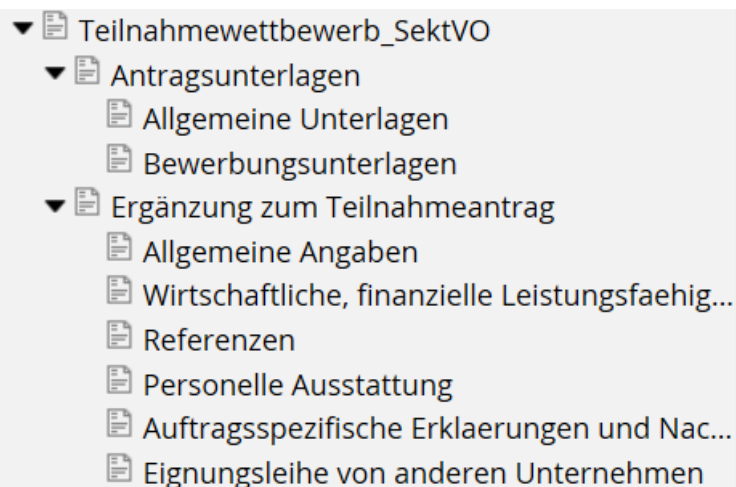 Teilnahmewettbewerb_SektVO
Antragsunterlagen
Allgemeine Unterlagen
Bewerbungsunterlagen
Ergänzung zum Teilnahmeantrag
Allgemeine Angaben
Wirtschaftliche, finanzielle Leistungsfaehig...
Referenzen
Personelle Ausstattung
Auftragsspezifische Erklaerungen und Nac...
Eignungsleihe von anderen Unternehmen